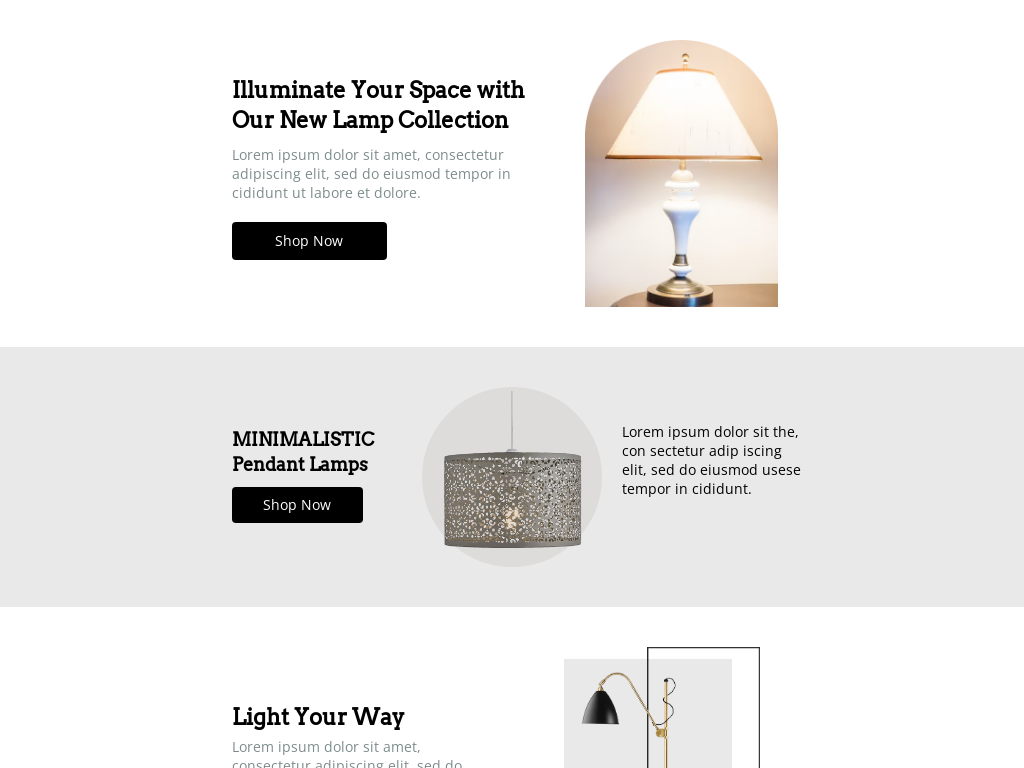 Illuminate Your Space with
Our New Lamp Collection
Lorem ipsum dolor sit amet, consectetur
adipiscing elit, sed do eiusmod tempor in
cididunt ut labore et dolore.
Shop Now
MINIMALISTIC
Pendant Lamps
Shop Now
Lorem ipsum dolor sit the,
con sectetur adip iscing
elit, sed do eiusmod usese
tempor in cididunt.
Light Your Way
Lorem ipsum dolor sit amet,
consectetur adipiscing elit, sed do